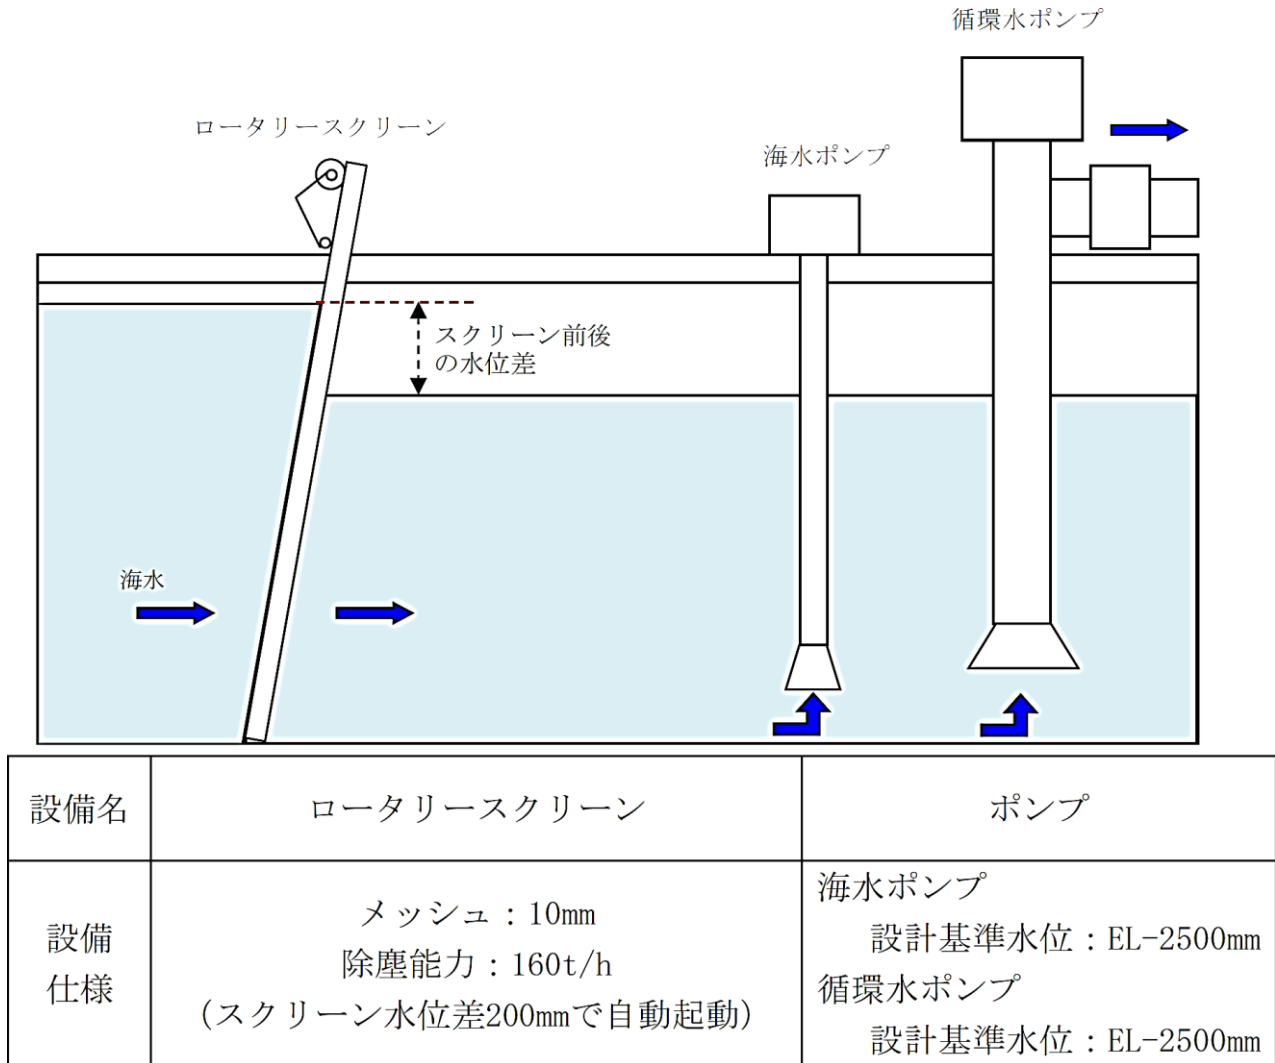 循環水ポンプ
ロータリースクリーン
海水ポンプ
スクリーン前後
の水位差
海水
設備名
ロータリースクリーン
ポンプ
設備
仕様
メッシュ：10mm
除塵能力：160t/h
（スクリーン水位差200mmで自動起動）
海水ポンプ
設計基準水位：EL-2500mm
循環水ポンプ
設計基準水位：EL-2500mm